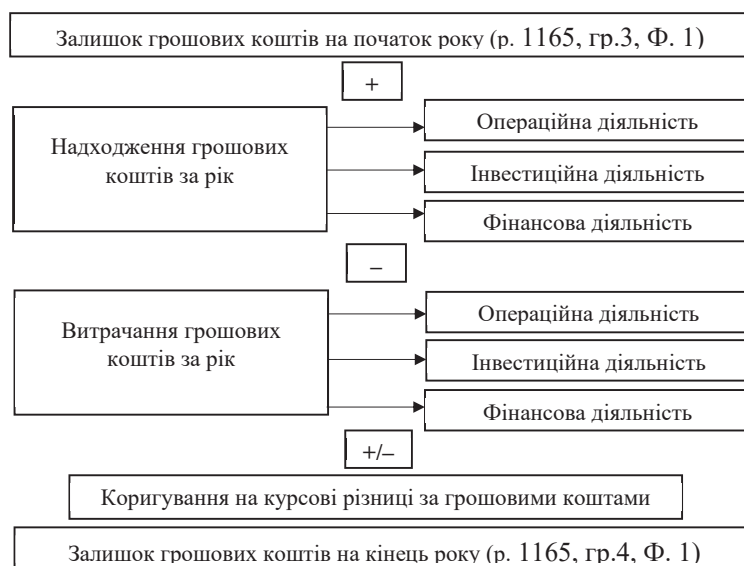 Залишок грошових коштів на початок року (р. 1165, гр.3, Ф. 1)
+
Надходження грошових
коштів за рік
Операційна діяльність
Інвестиційна діяльність
Фінансова діяльність
–
Витрачання грошових
коштів за рік
Операційна діяльність
Інвестиційна діяльність
Фінансова діяльність
+/–
Коригування на курсові різниці за грошовими коштами
Залишок грошових коштів на кінець року (р. 1165, гр.4, Ф. 1)